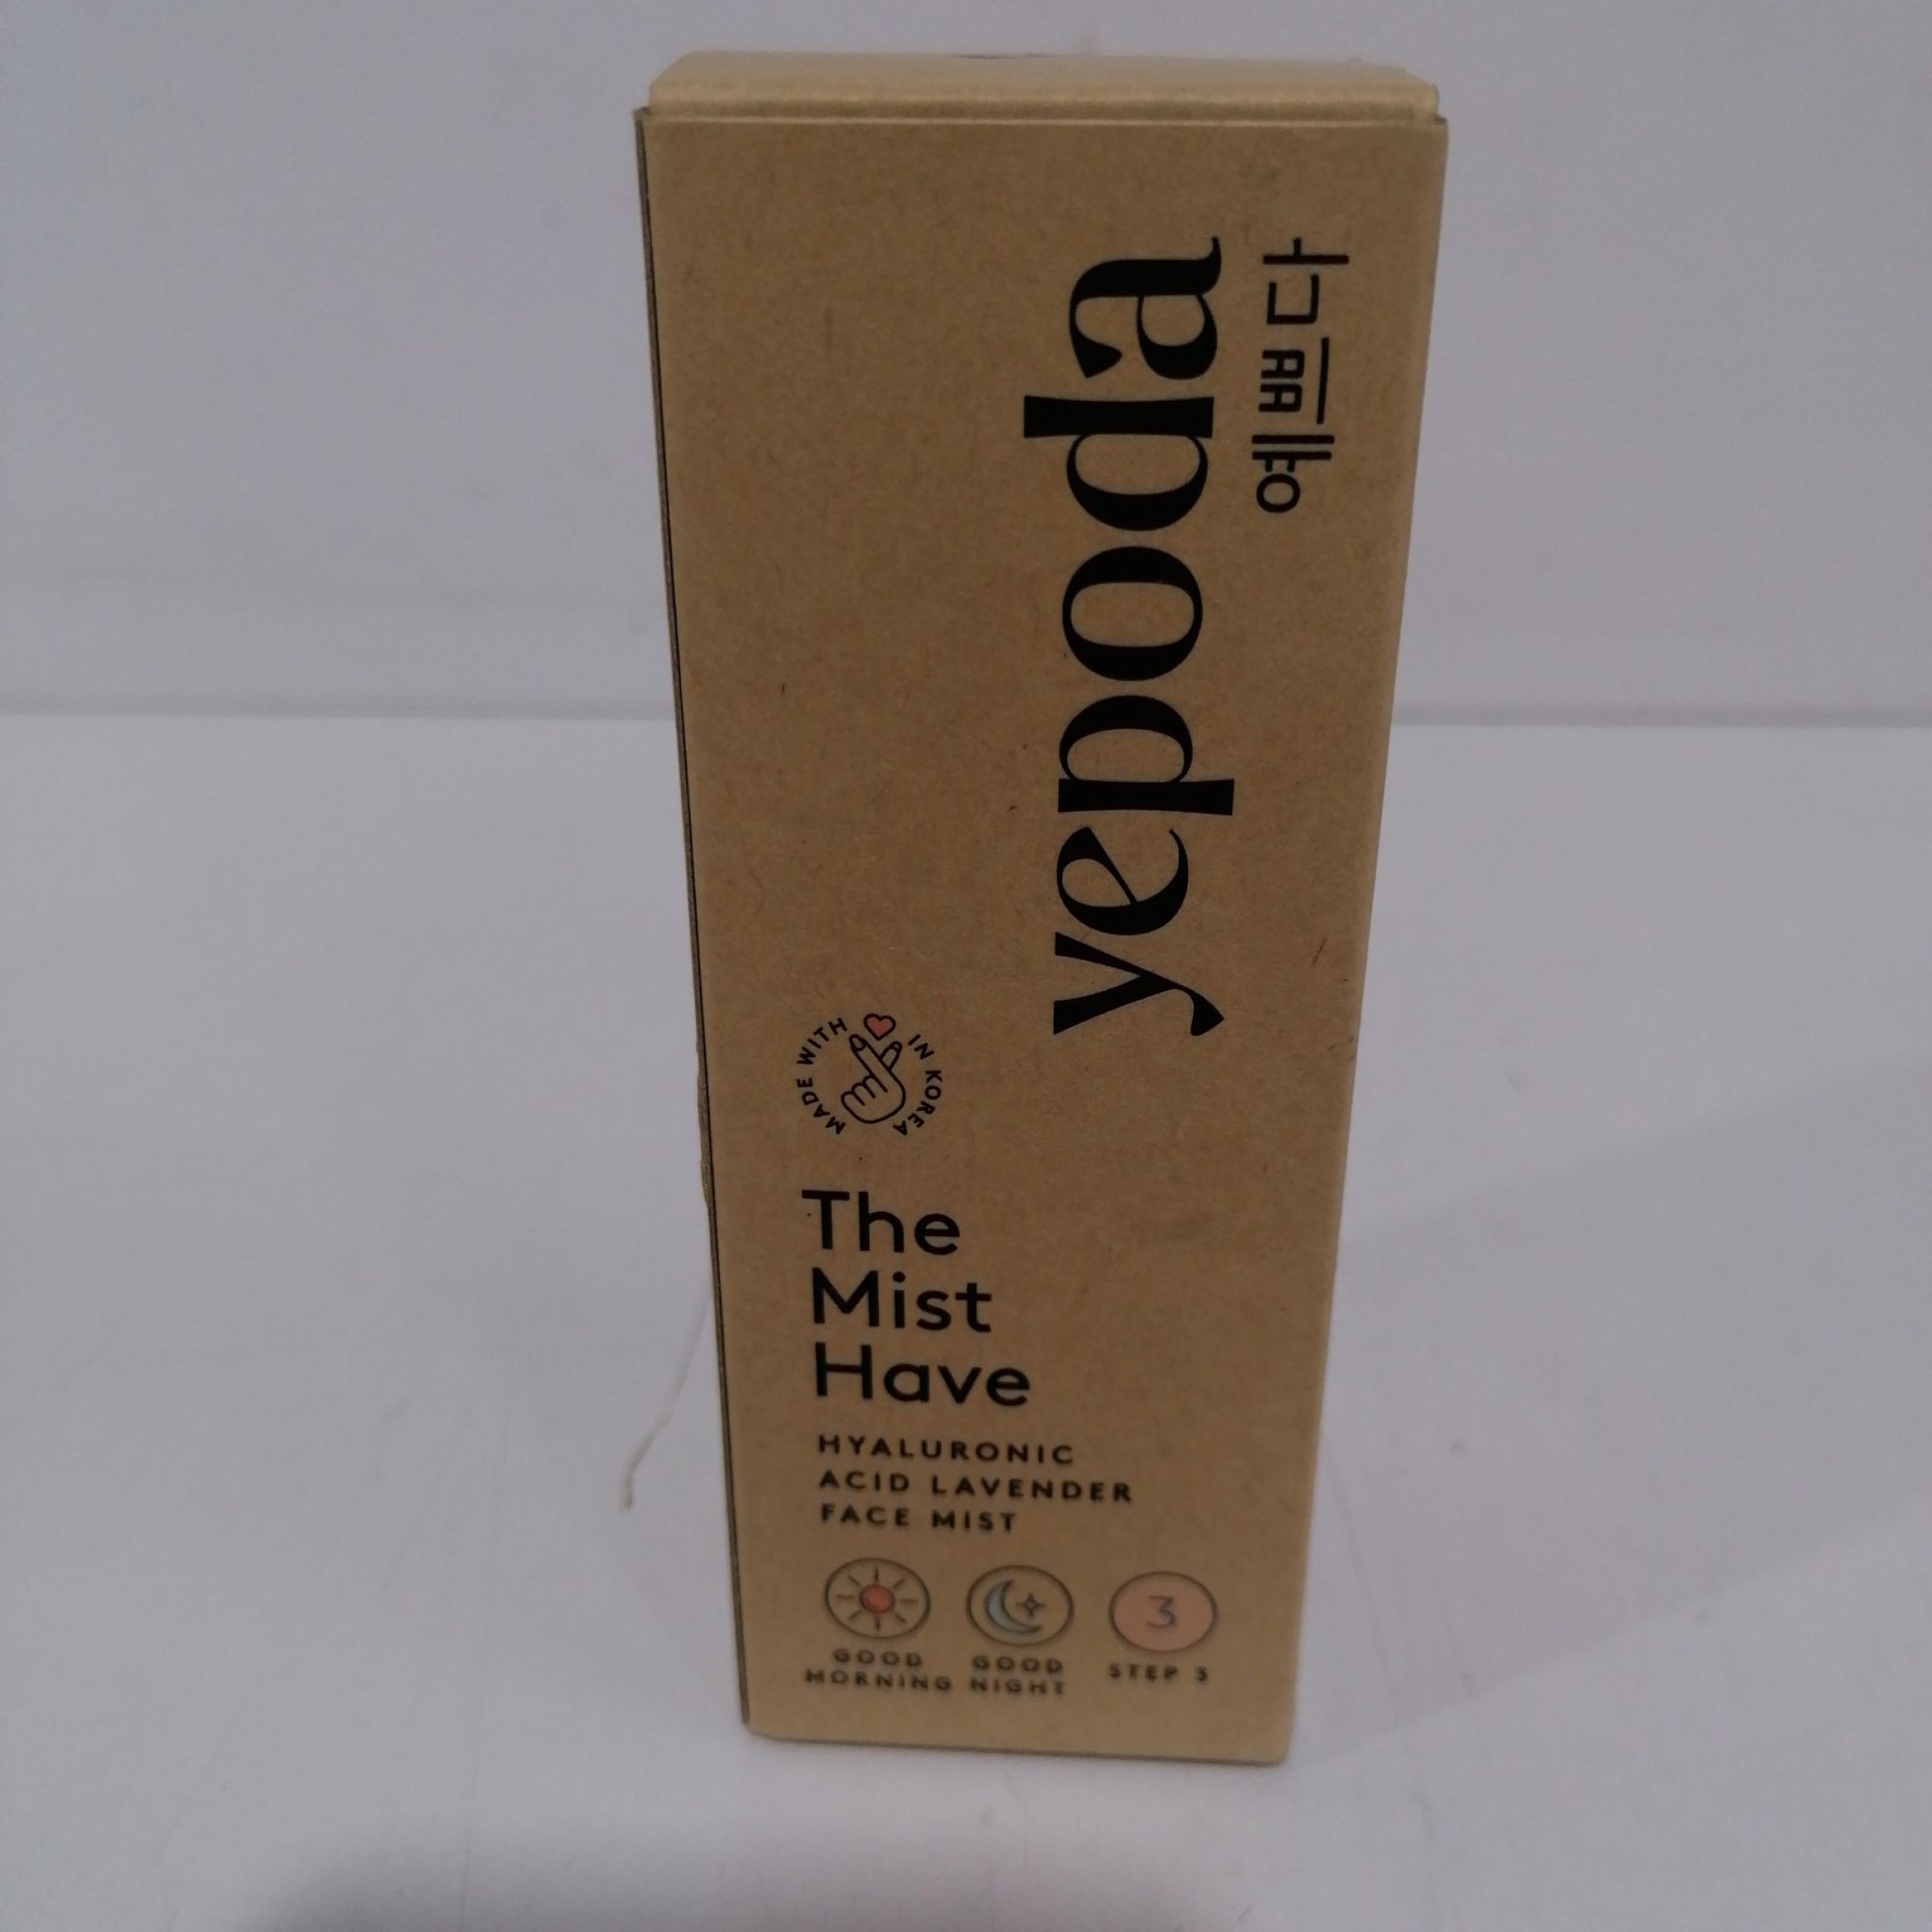 yepoda
예쁘다
MADE WITH IN KOREA
The
Mist
Have
HYALURONIC
ACID LAVENDER
FACE MIST
3
GOOD MORNING
GOOD NIGHT
STEP 3